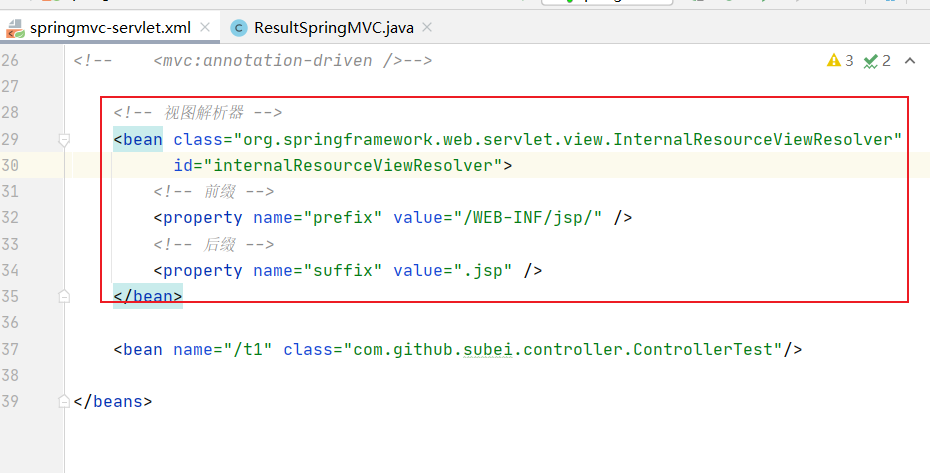 springmvc-servlet.xml ResultSpringMVC.java
26 <!-- <mvc:annotation-driven />--> 3 2
27
28 <!-- 视图解析器 -->
29 <bean class="org.springframework.web.servlet.view.InternalResourceViewResolver"
30 id="internalResourceViewResolver">
31 <!-- 前缀 -->
32 <property name="prefix" value="/WEB-INF/jsp/" />
33 <!-- 后缀 -->
34 <property name="suffix" value=".jsp" />
35 </bean>
36
37 <bean name="/t1" class="com.github.subei.controller.ControllerTest"/>
38
39 </beans>